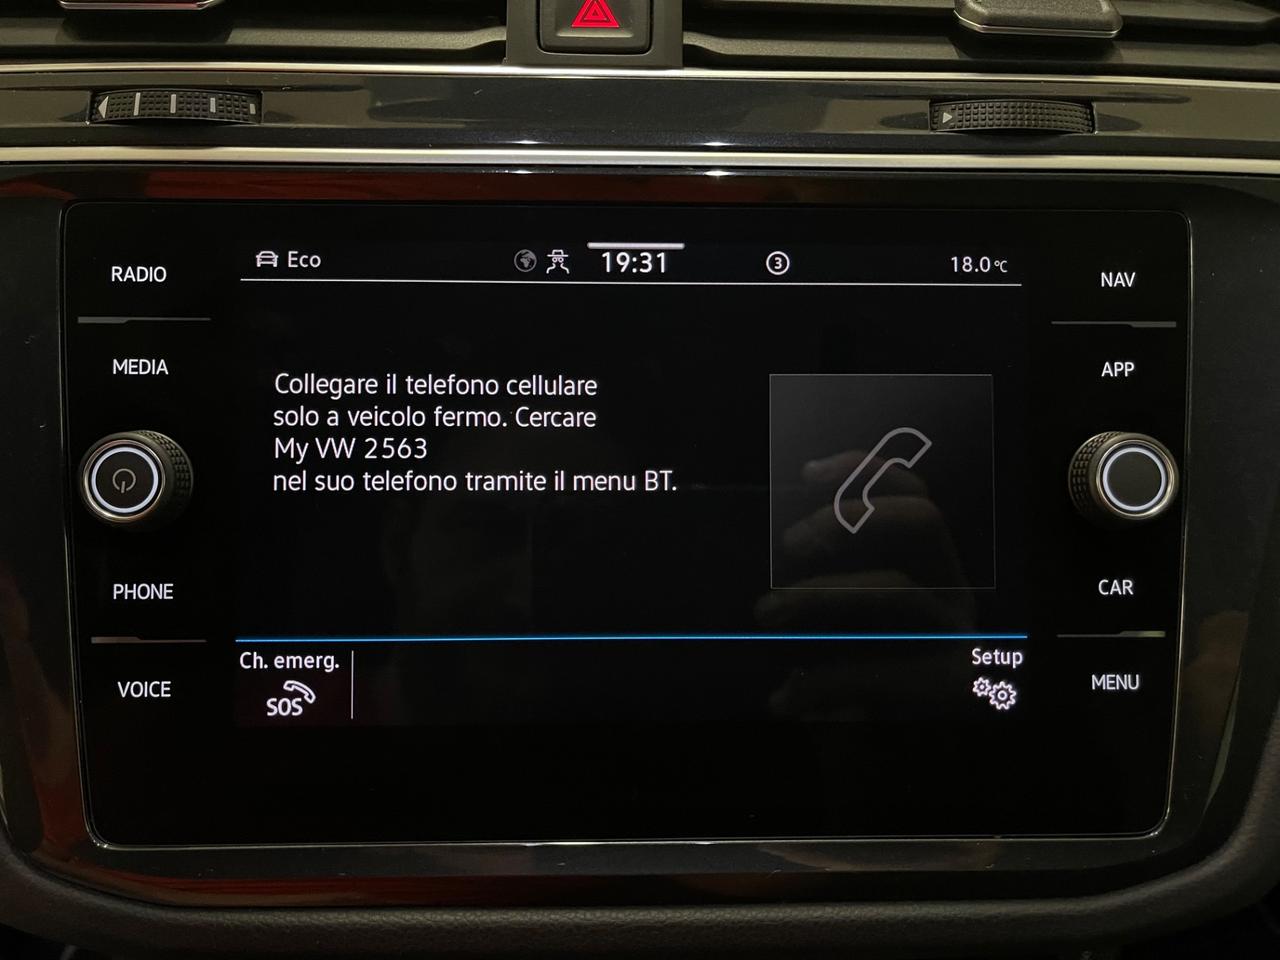 RADIO
MEDIA
PHONE
VOICE
Eco
19:31
3
18.0°C
Collegare il telefono cellulare
solo a veicolo fermo. Cercare
My VW 2563
nel suo telefono tramite il menu BT.
Ch. emerg.
SOS
Setup
NAV
APP
CAR
MENU